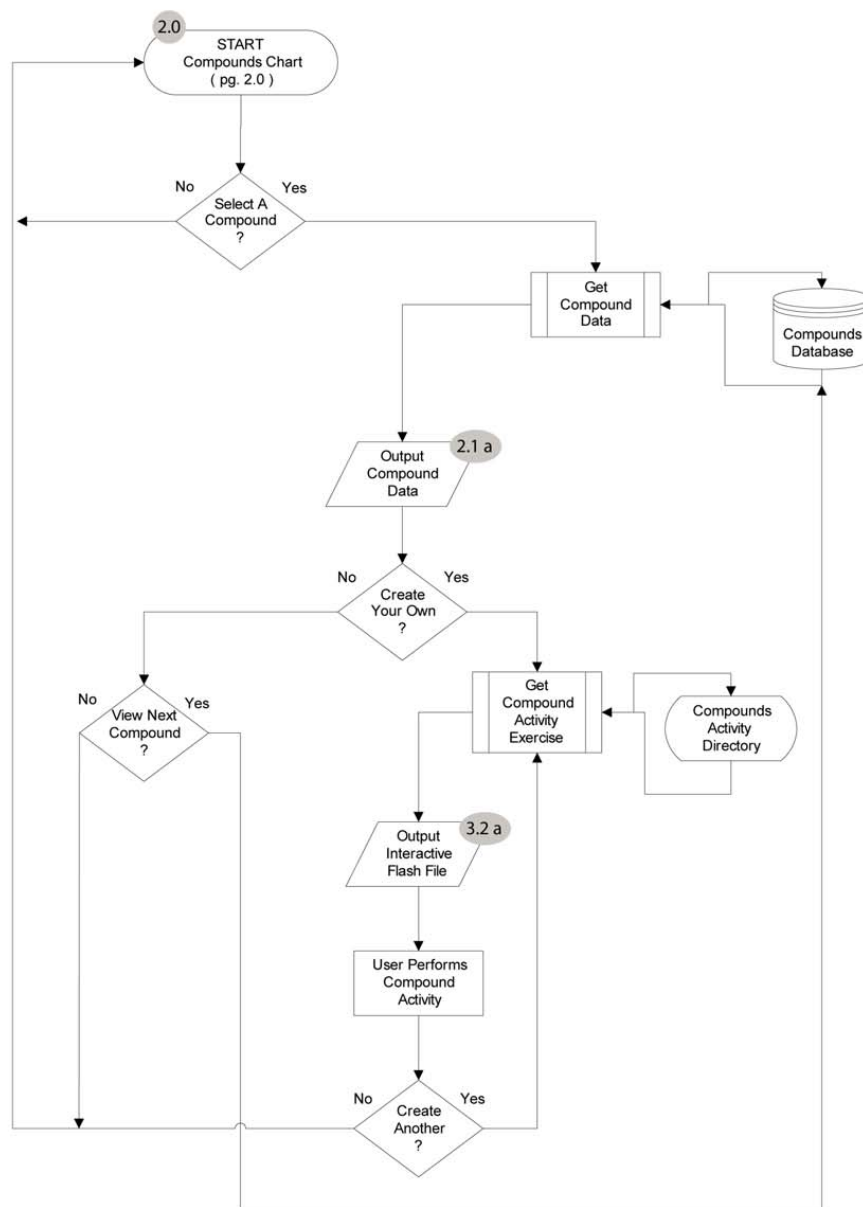 2.0
START
Compounds Chart
( pg. 2.0 )
No
Yes
Select A
Compound
?
Get
Compound
Data
Compounds
Database
2.1 a
Output
Compound
Data
No
Yes
Create
Your Own
?
No
Yes
View Next
Compound
?
Get
Compound
Activity
Exercise
Compounds
Activity
Directory
3.2 a
Output
Interactive
Flash File
User Performs
Compound
Activity
No
Yes
Create
Another
?